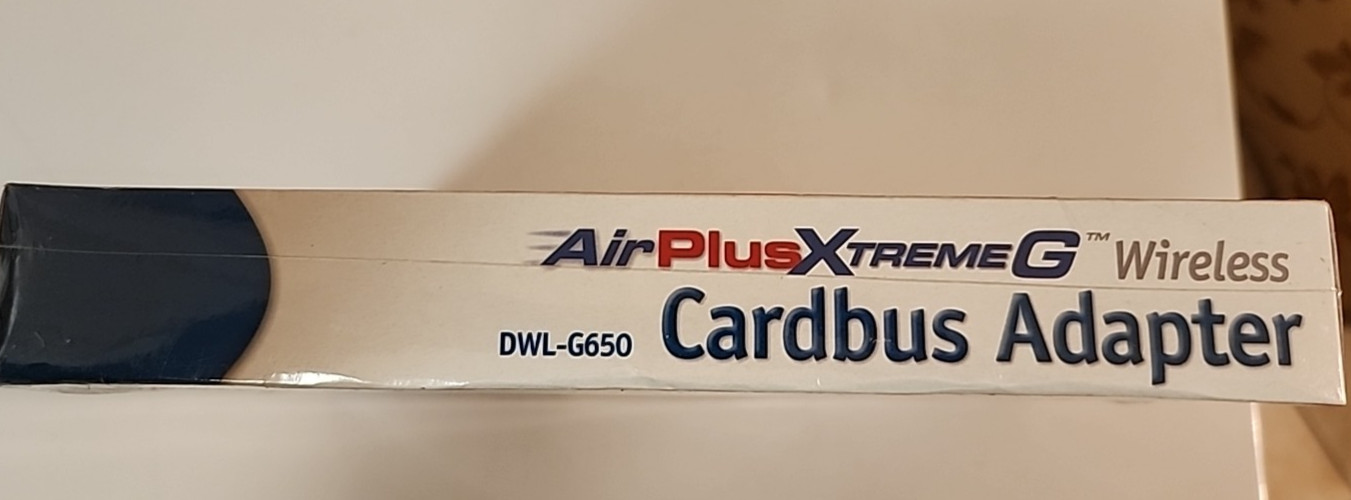 AirPlusXTREMEG™ Wireless
DWL-G650 Cardbus Adapter